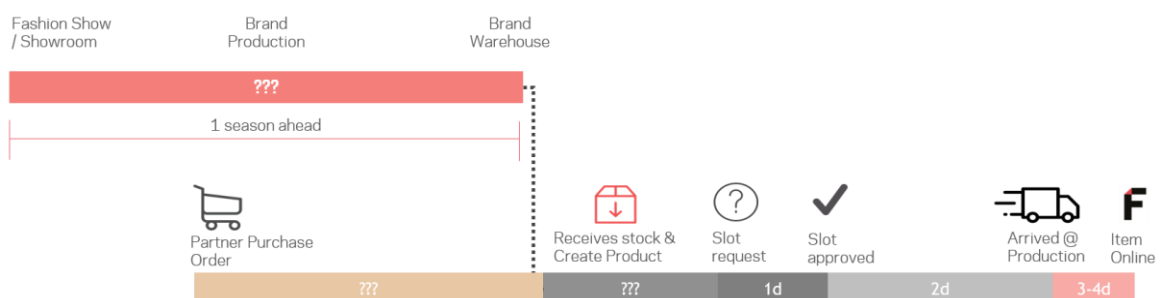 Fashion Show
/ Showroom
Brand
Production
Brand
Warehouse
???
1 season ahead
?
F
Partner Purchase
Order
Receives stock &
Create Product
Slot
request
Slot
approved
Arrived @
Production
Item
Online
???
???
1d
2d
3-4d